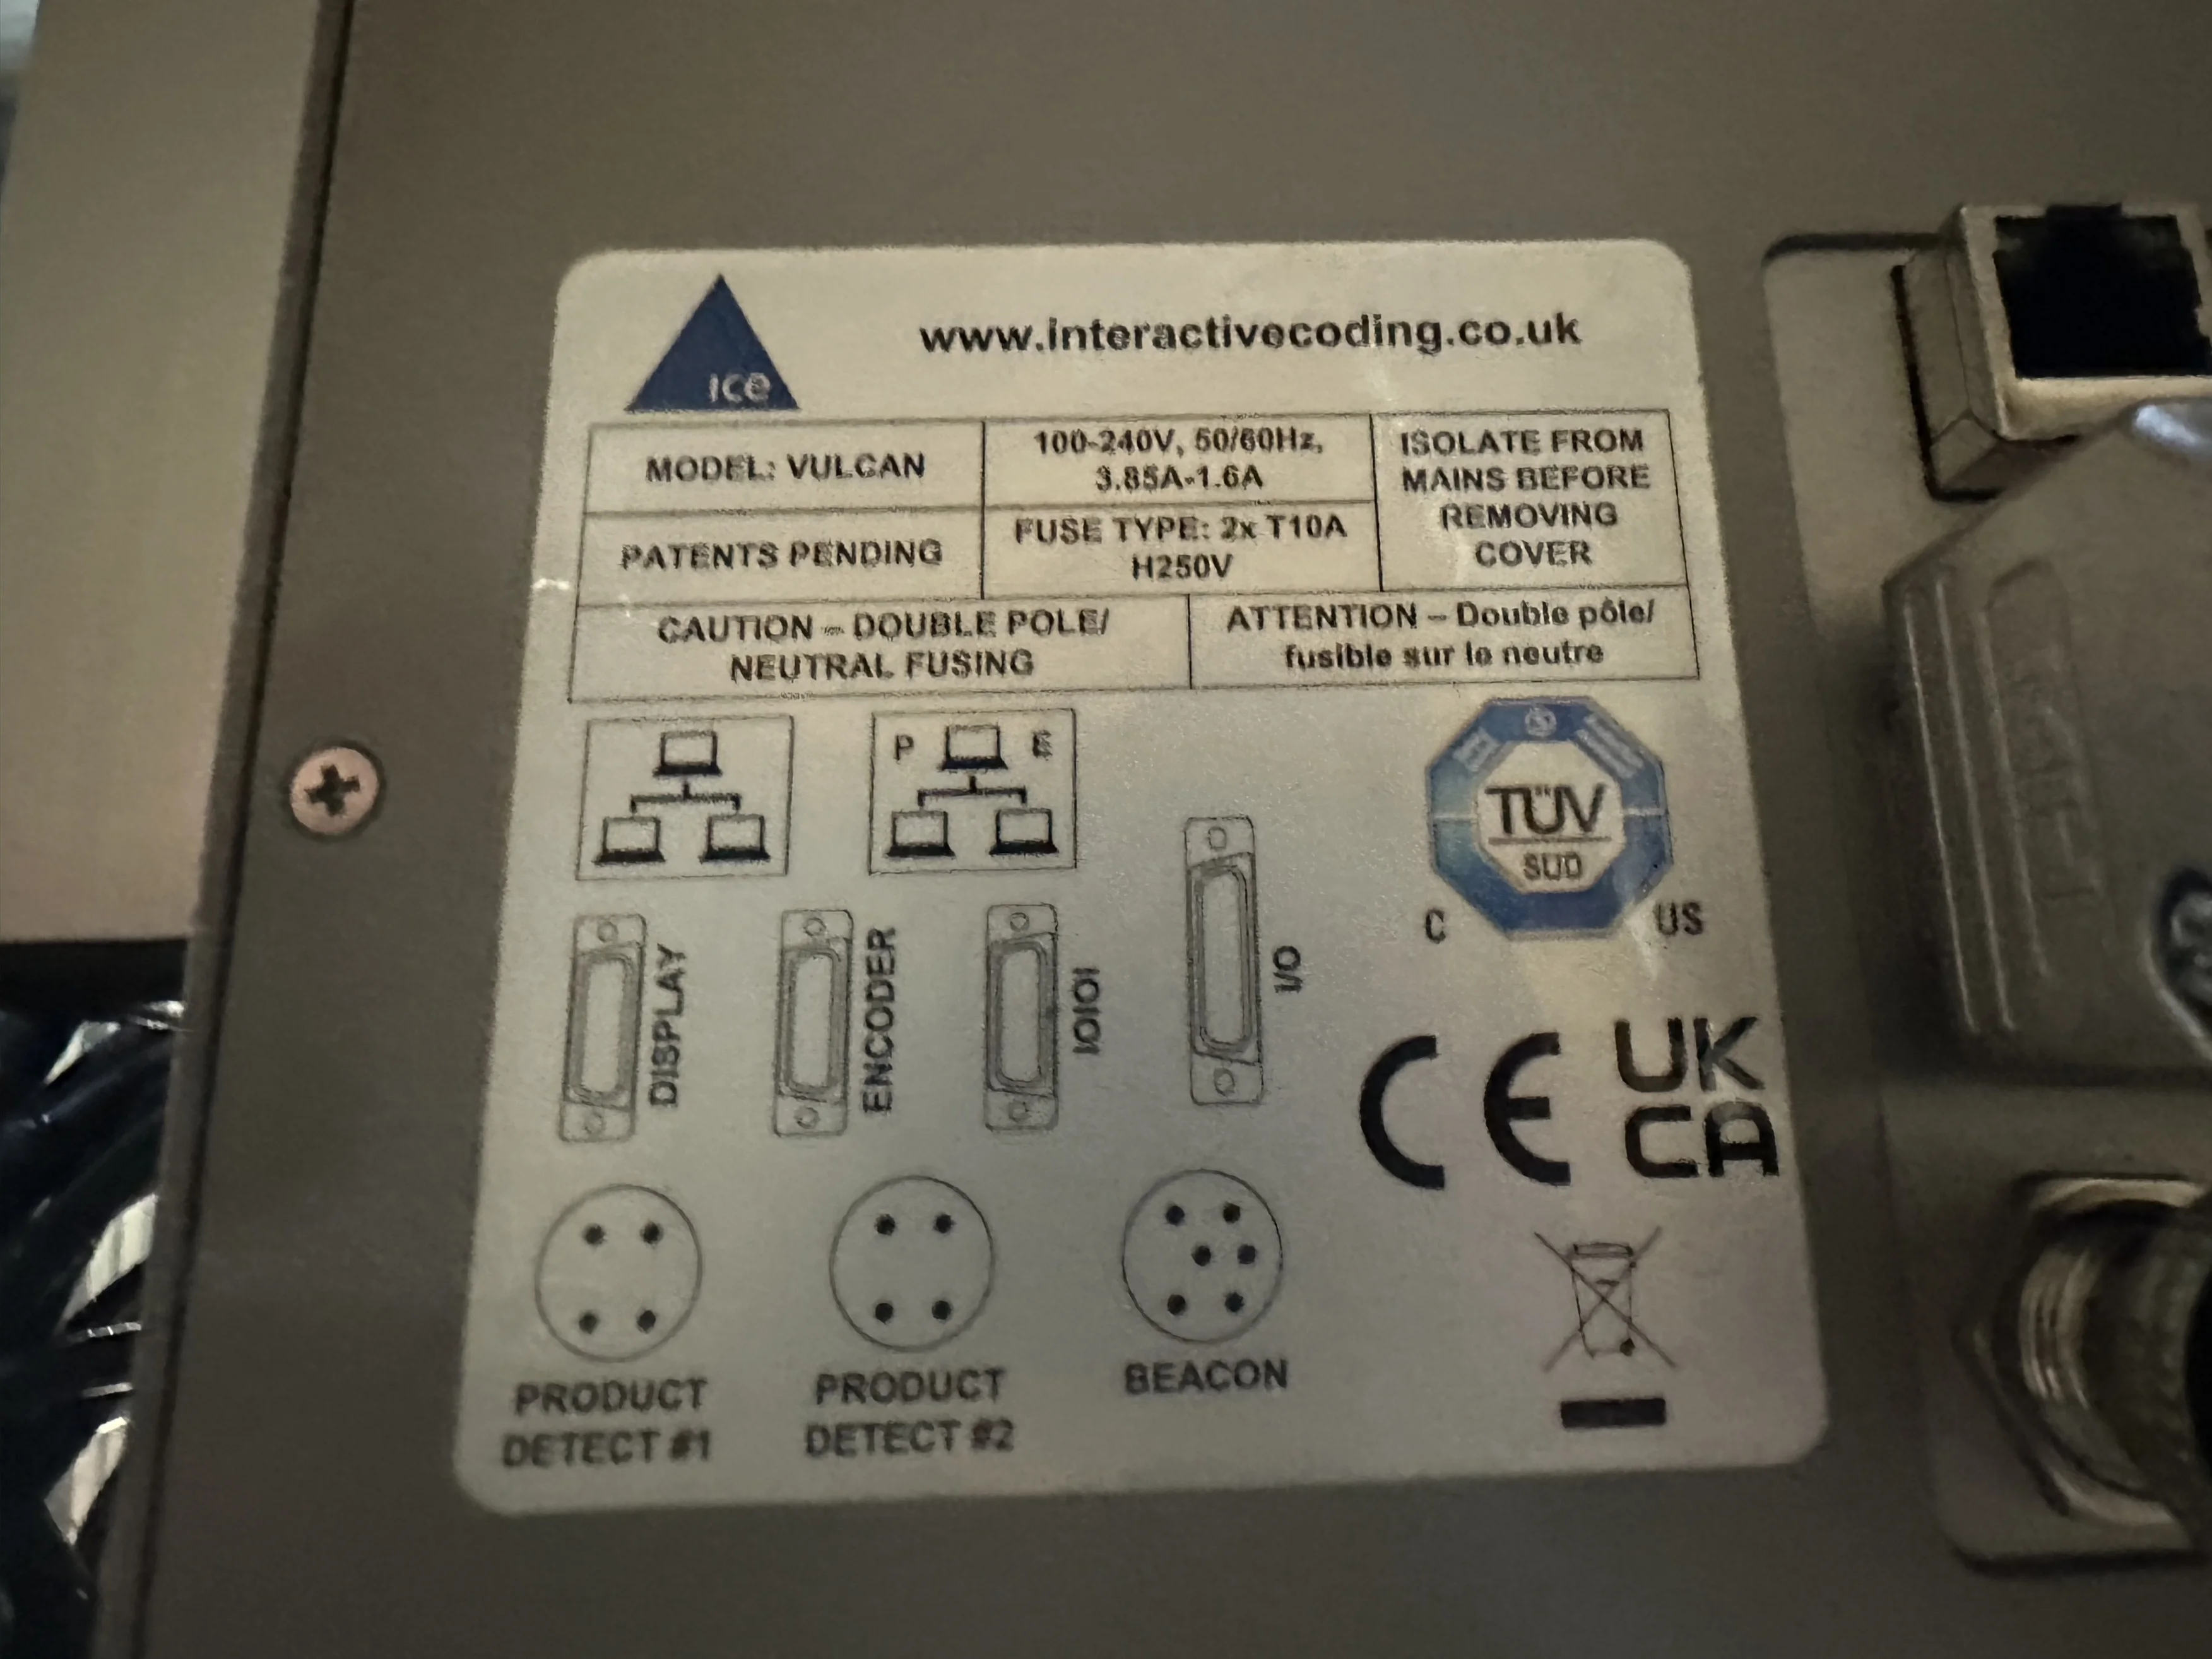 ice
www.interactivecoding.co.uk
MODEL: VULCAN
100-240V, 50/60Hz,
3.85A-1.6A
ISOLATE FROM
MAINS BEFORE
REMOVING
COVER
PATENTS PENDING
FUSE TYPE: 2x T10A
H250V
CAUTION – DOUBLE POLE/
NEUTRAL FUSING
ATTENTION – Double pôle/
fusible sur le neutre
P E
TÜV
SUD
C US
DISPLAY
ENCODER
IOIOI
I/O
CE
UK
CA
PRODUCT
DETECT #1
PRODUCT
DETECT #2
BEACON